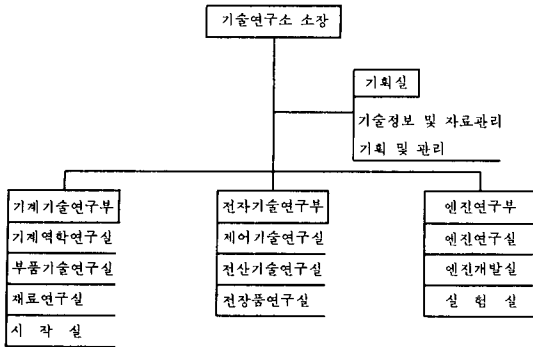 기술연구소 소장
기획실
기술정보 및 자료관리
기획 및 관리
기계기술연구부
기계역학연구실
부품기술연구실
재료연구실
시 작 실
전자기술연구부
제어기술연구실
전산기술연구실
전장품연구실
엔진연구부
엔진연구실
엔진개발실
실 험 실